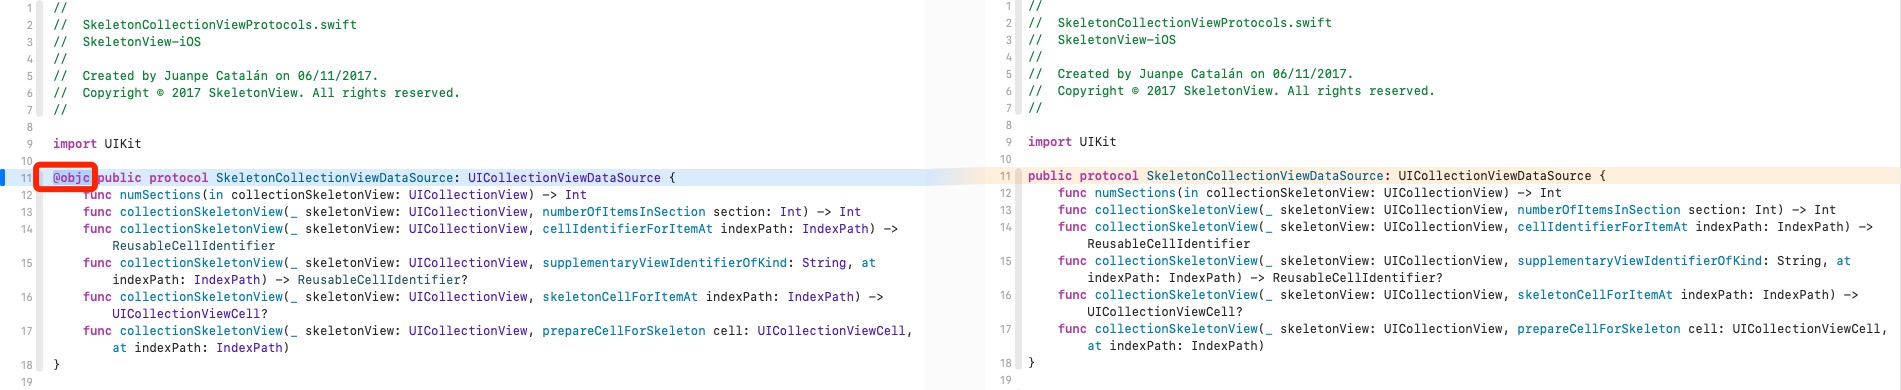 1 //
2 // SkeletonCollectionViewProtocols.swift
3 // SkeletonView-iOS
4 //
5 // Created by Juanpe Catalán on 06/11/2017.
6 // Copyright © 2017 SkeletonView. All rights reserved.
7 //
8
9 import UIKit
10
11 @objc public protocol SkeletonCollectionViewDataSource: UICollectionViewDataSource {
12 func numSections(in collectionSkeletonView: UICollectionView) -> Int
13 func collectionSkeletonView(_ skeletonView: UICollectionView, numberOfItemsInSection section: Int) -> Int
14 func collectionSkeletonView(_ skeletonView: UICollectionView, cellIdentifierForItemAt indexPath: IndexPath) ->
ReusableCellIdentifier
15 func collectionSkeletonView(_ skeletonView: UICollectionView, supplementaryViewIdentifierOfKind: String, at
indexPath: IndexPath) -> ReusableCellIdentifier?
16 func collectionSkeletonView(_ skeletonView: UICollectionView, skeletonCellForItemAt indexPath: IndexPath) ->
UICollectionViewCell?
17 func collectionSkeletonView(_ skeletonView: UICollectionView, prepareCellForSkeleton cell: UICollectionViewCell,
at indexPath: IndexPath)
18 }
19
1 //
2 // SkeletonCollectionViewProtocols.swift
3 // SkeletonView-iOS
4 //
5 // Created by Juanpe Catalán on 06/11/2017.
6 // Copyright © 2017 SkeletonView. All rights reserved.
7 //
8
9 import UIKit
10
11 public protocol SkeletonCollectionViewDataSource: UICollectionViewDataSource {
12 func numSections(in collectionSkeletonView: UICollectionView) -> Int
13 func collectionSkeletonView(_ skeletonView: UICollectionView, numberOfItemsInSection section: Int) -> Int
14 func collectionSkeletonView(_ skeletonView: UICollectionView, cellIdentifierForItemAt indexPath: IndexPath) ->
ReusableCellIdentifier
15 func collectionSkeletonView(_ skeletonView: UICollectionView, supplementaryViewIdentifierOfKind: String, at
indexPath: IndexPath) -> ReusableCellIdentifier?
16 func collectionSkeletonView(_ skeletonView: UICollectionView, skeletonCellForItemAt indexPath: IndexPath) ->
UICollectionViewCell?
17 func collectionSkeletonView(_ skeletonView: UICollectionView, prepareCellForSkeleton cell: UICollectionViewCell,
at indexPath: IndexPath)
18 }
19